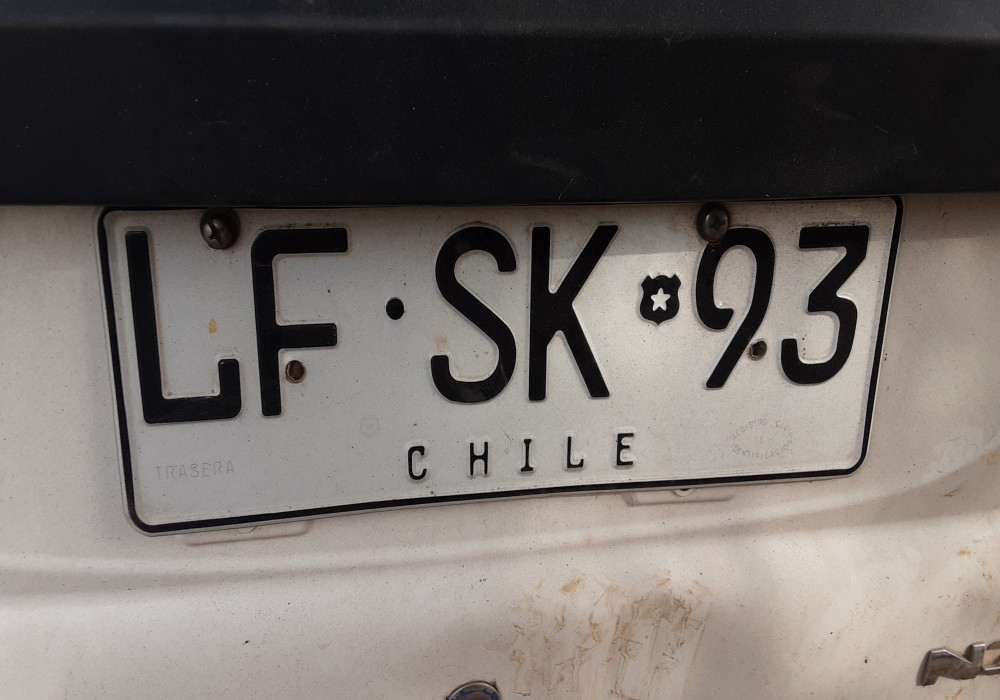 LF·SK 93
CHILE
TRASERA